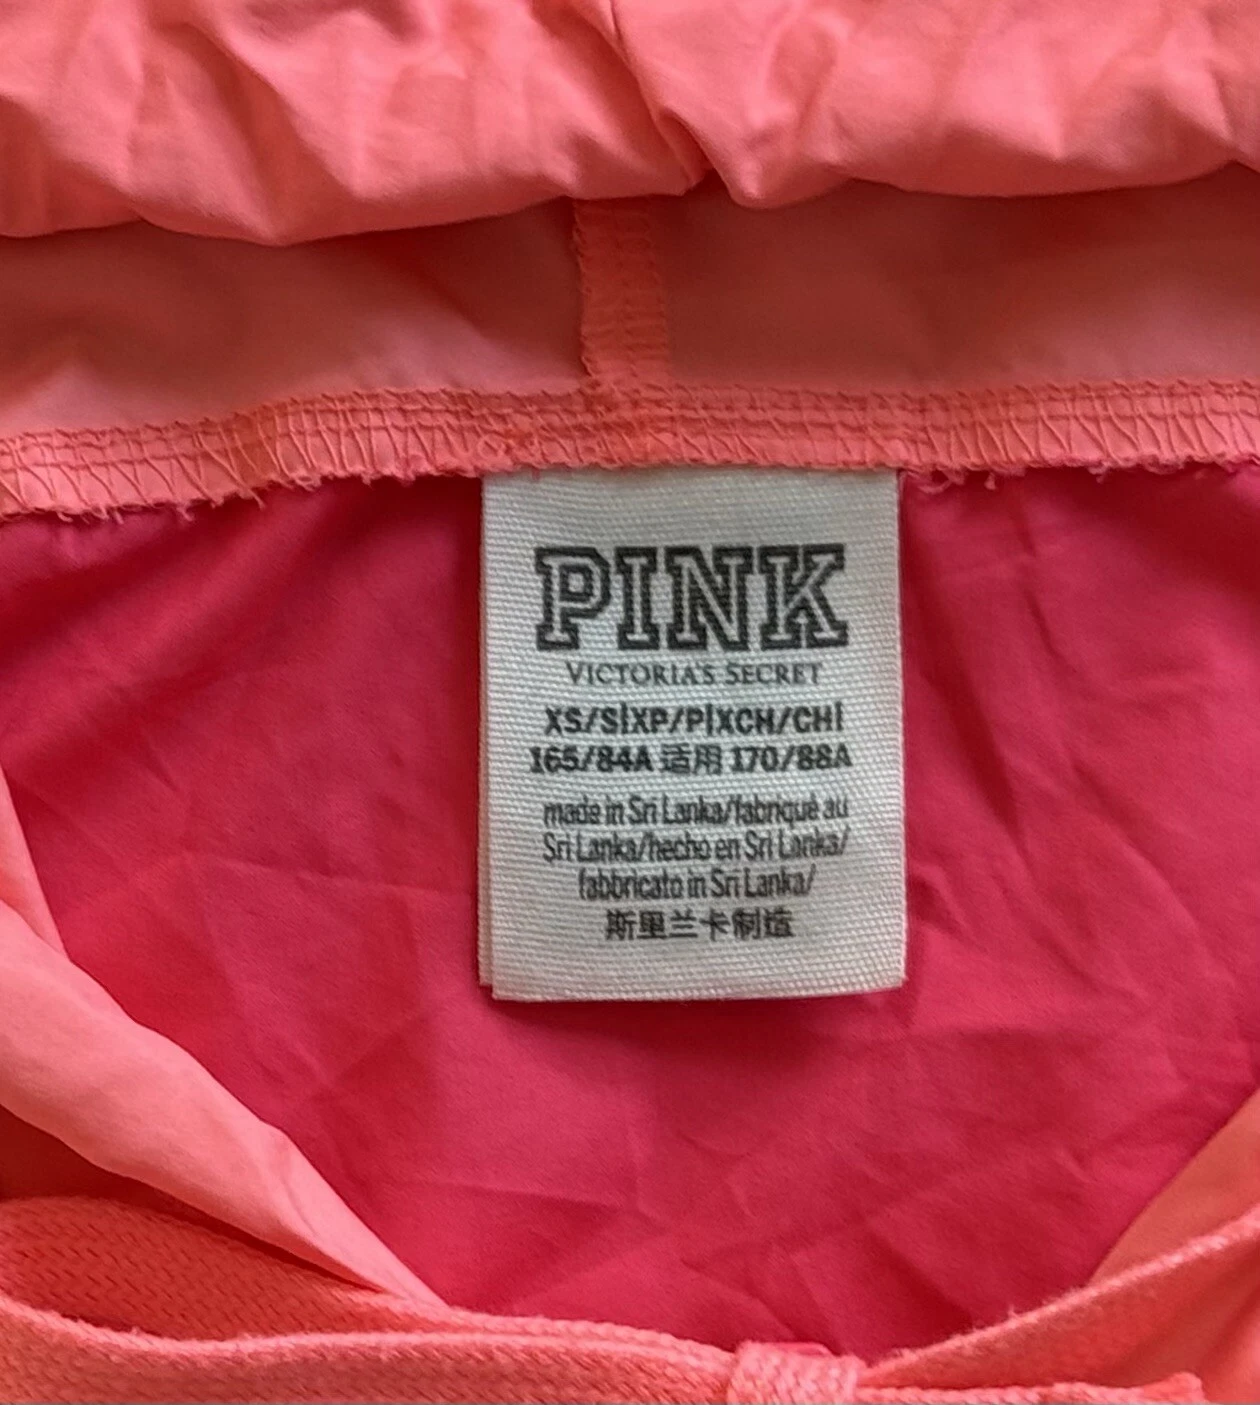 PINK
VICTORIA'S SECRET
XS/S|XP/P|XCH/CH|
165/84A 适用 170/88A
made in Sri Lanka/fabriqué au
Sri Lanka/hecho en Sri Lanka/
fabbricato in Sri Lanka/
斯里兰卡制造